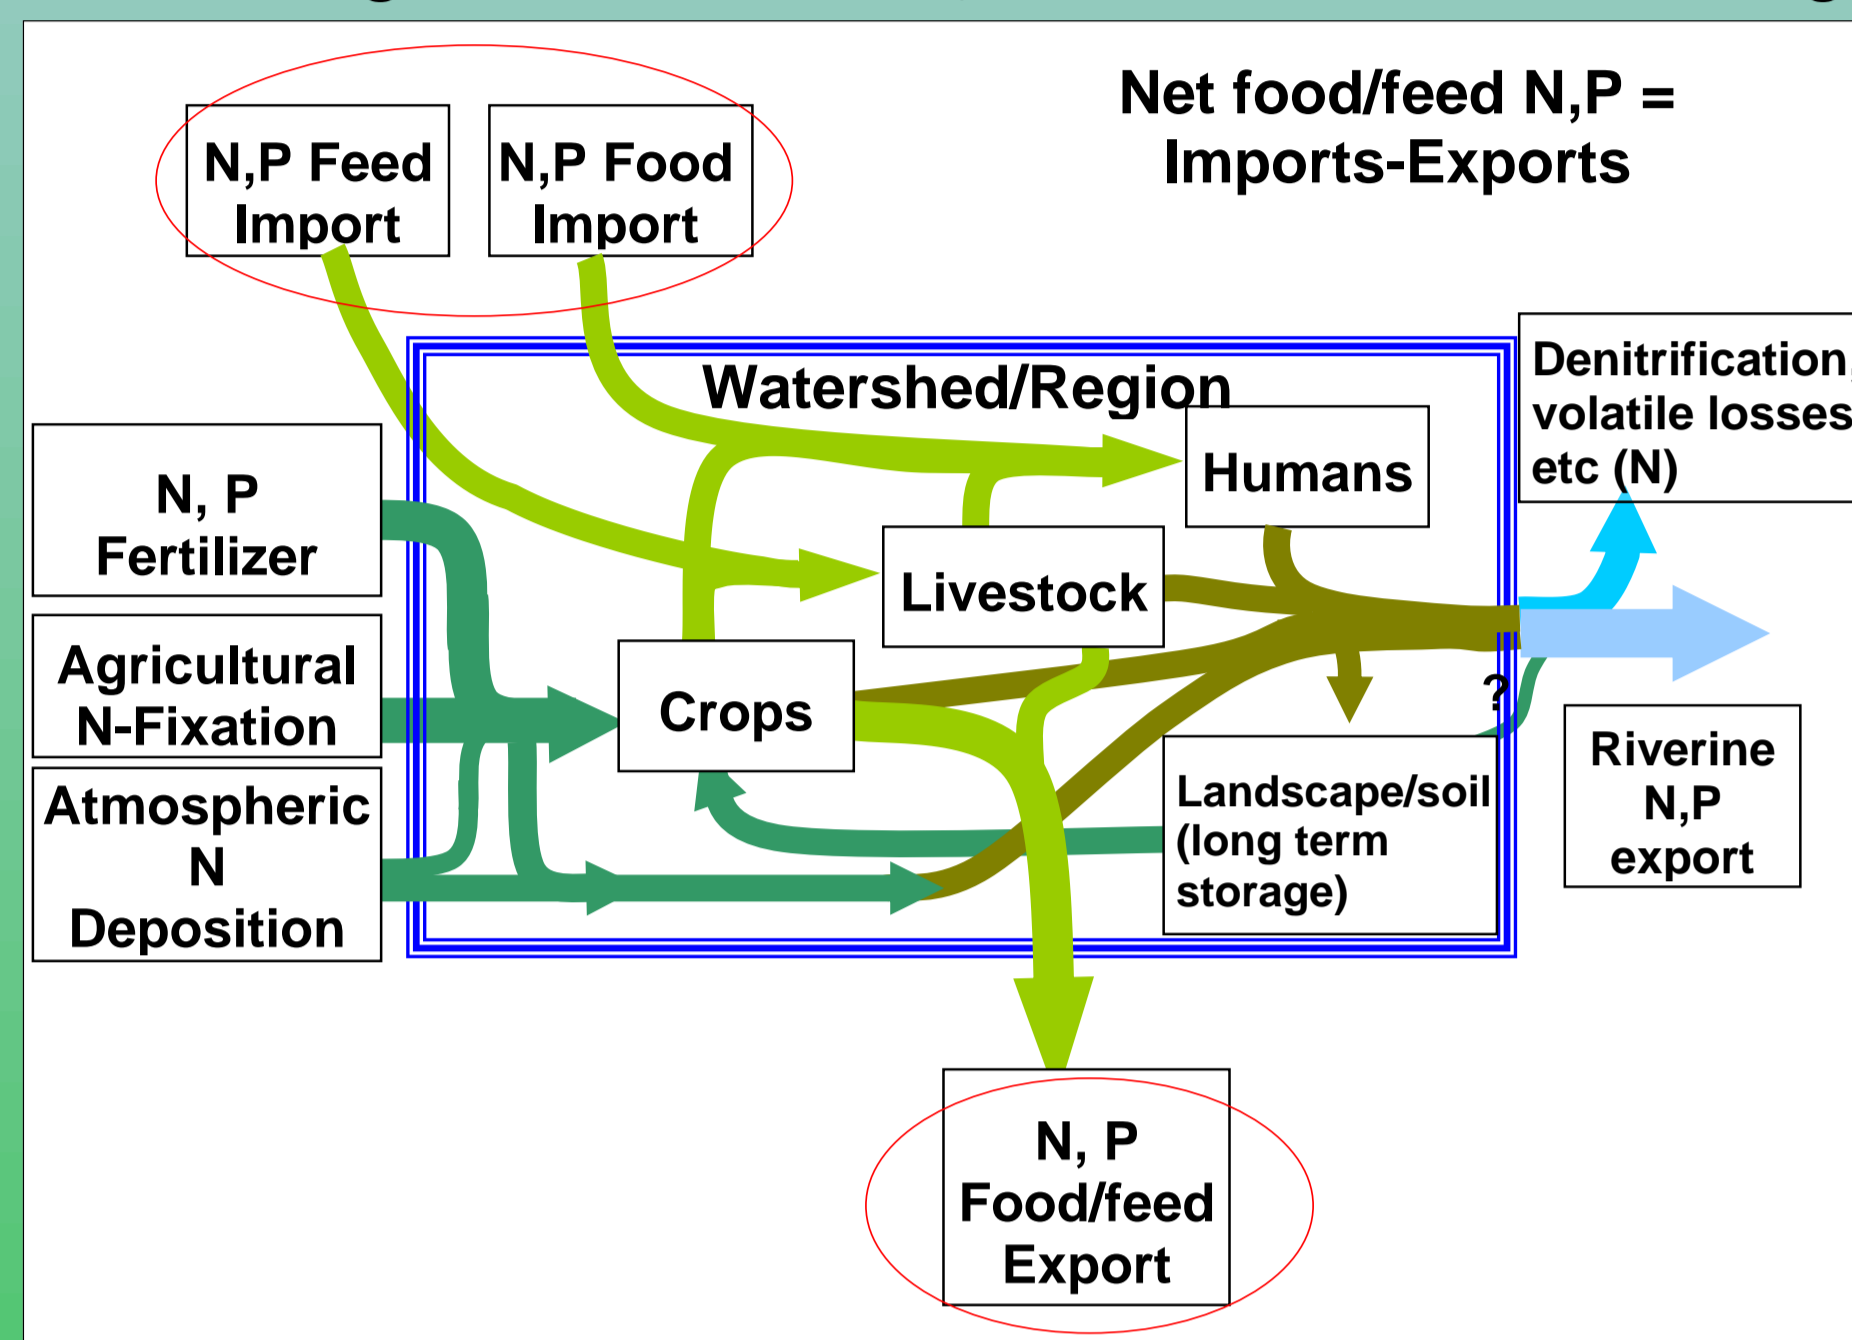 Net food/feed N,P =
Imports-Exports
N,P Feed
Import
N,P Food
Import
Watershed/Region
Denitrification,
volatile losses
etc (N)
Humans
N, P
Fertilizer
Livestock
Agricultural
N-Fixation
Crops
?
Atmospheric
N
Deposition
Landscape/soil
(long term
storage)
Riverine
N,P
export
N, P
Food/feed
Export